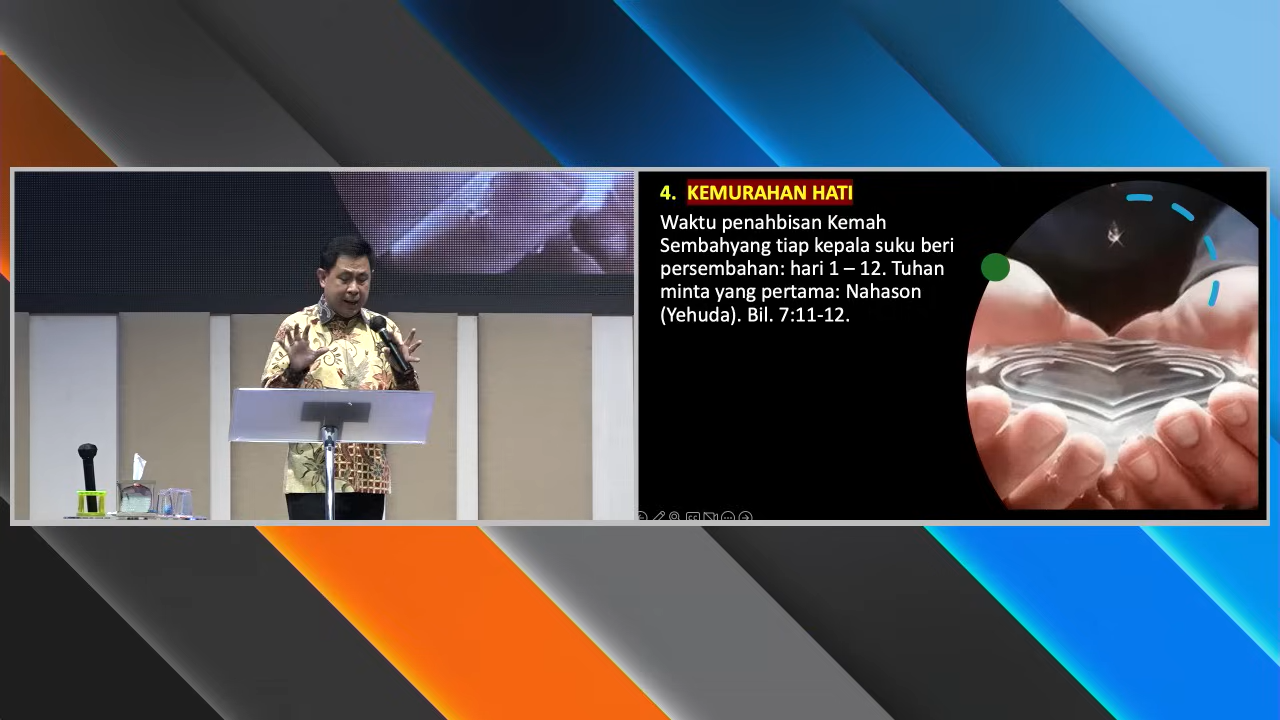 4. KEMURAHAN HATI
Waktu penahbisan Kemah
Sembahyang tiap kepala suku beri
persembahan: hari 1 – 12. Tuhan
minta yang pertama: Nahason
(Yehuda). Bil. 7:11-12.